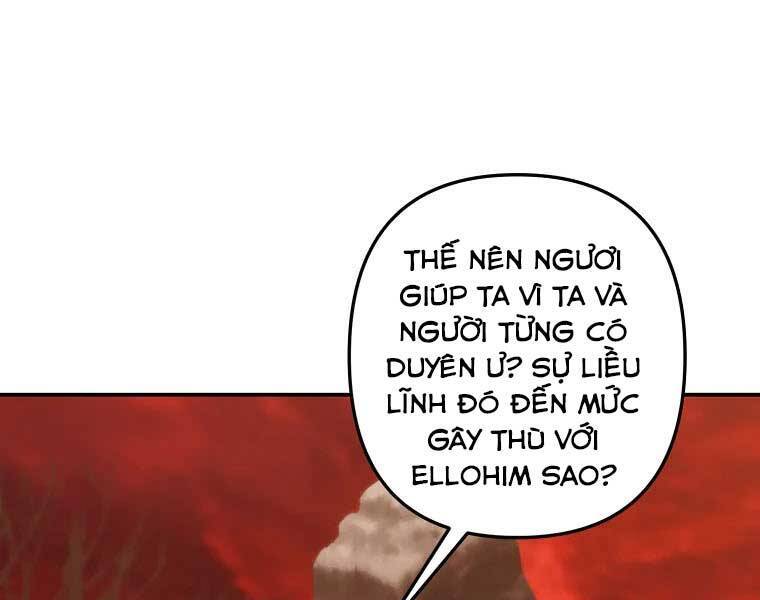 THẾ NÊN NGƯƠI
GIÚP TA VÌ TA VÀ
NGƯỜI TỪNG CÓ
DUYÊN Ư? SỰ LIỀU
LĨNH ĐÓ ĐẾN MỨC
GÂY THÙ VỚI
ELLOHIM SAO?